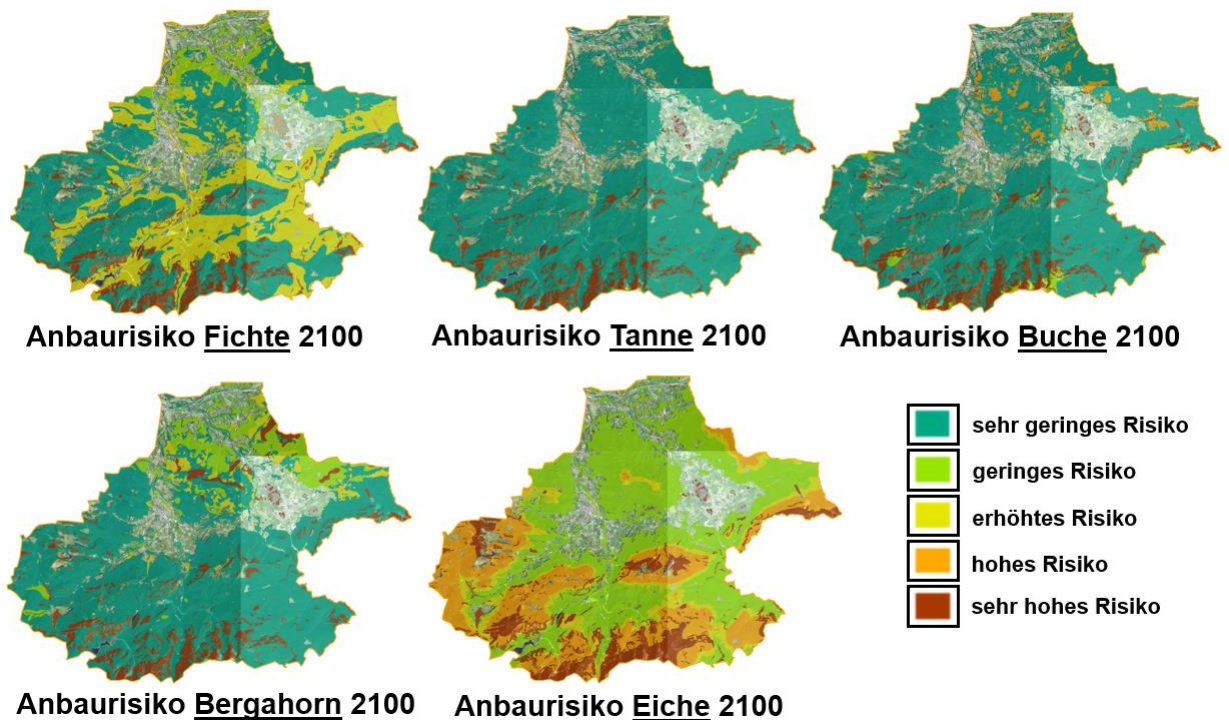 Anbaurisiko Fichte 2100
Anbaurisiko Tanne 2100
Anbaurisiko Buche 2100
Anbaurisiko Bergahorn 2100
Anbaurisiko Eiche 2100
sehr geringes Risiko
geringes Risiko
erhöhtes Risiko
hohes Risiko
sehr hohes Risiko